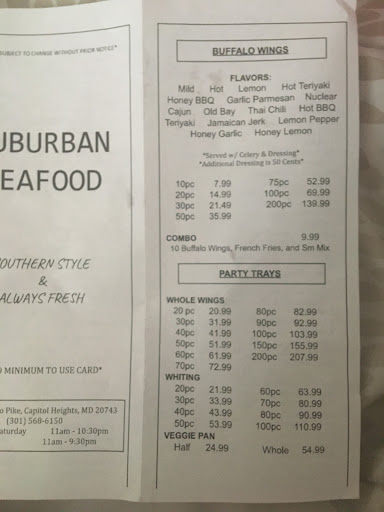 SUBJECT TO CHANGE WITHOUT PRIOR NOTICE*
UBURBAN
EAFOOD
OUTHERN STYLE
&
ALWAYS FRESH
MINIMUM TO USE CARD*
o Pike, Capitol Heights, MD 20743
(301) 568-6150
aturday 11am - 10:30pm
11am - 9:30pm
BUFFALO WINGS
FLAVORS:
Mild Hot Lemon Hot Teriyaki
Honey BBQ Garlic Parmesan Nuclear
Cajun Old Bay Thai Chili Hot BBQ
Teriyaki Jamaican Jerk Lemon Pepper
Honey Garlic Honey Lemon
*Served w/ Celery & Dressing*
*Additional Dressing is 50 Cents*
10pc 7.99 75pc 52.99
20pc 14.99 100pc 69.99
30pc 21.49 200pc 139.99
50pc 35.99
COMBO 9.99
10 Buffalo Wings, French Fries, and Sm Mix
PARTY TRAYS
WHOLE WINGS
20 pc 20.99 80pc 82.99
30pc 31.99 90pc 92.99
40pc 41.99 100pc 103.99
50pc 51.99 150pc 155.99
60pc 61.99 200pc 207.99
70pc 72.99
WHITING
20pc 21.99 60pc 63.99
30pc 33.99 70pc 80.99
40pc 43.99 80pc 90.99
50pc 53.99 100pc 110.99
VEGGIE PAN
Half 24.99 Whole 54.99